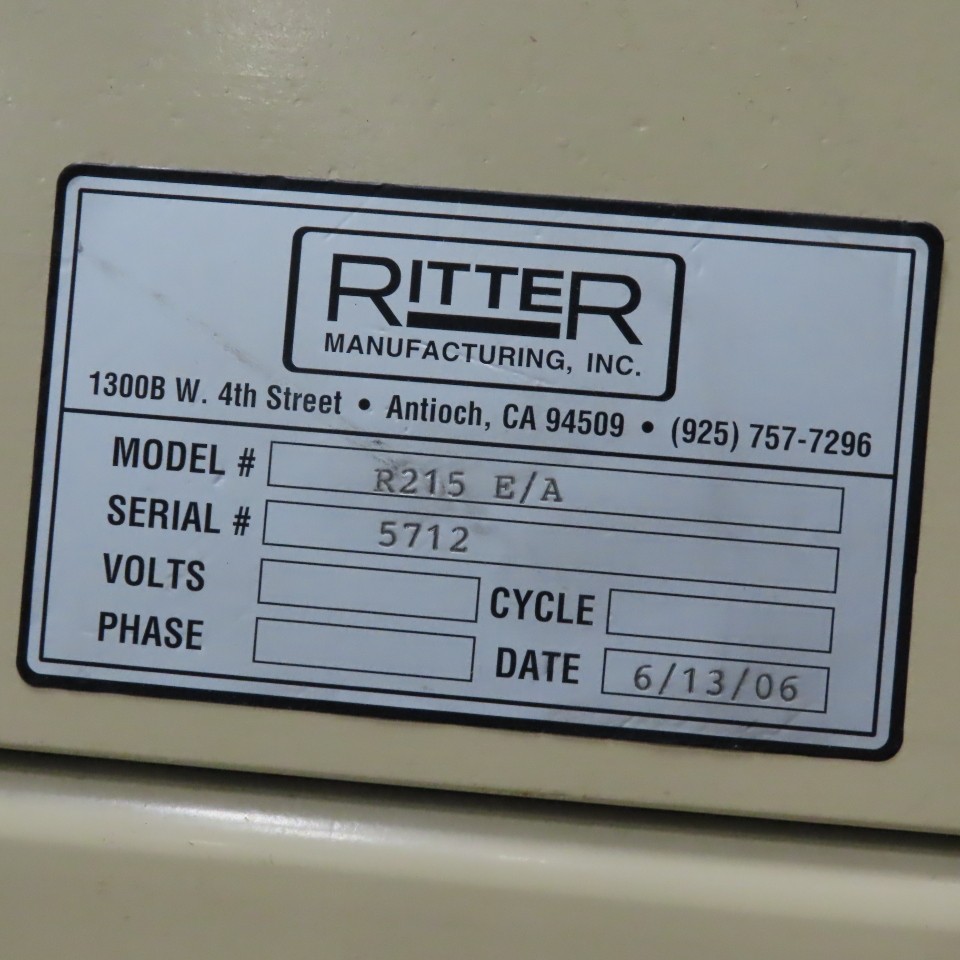 RITTER
MANUFACTURING, INC.
1300B W. 4th Street • Antioch, CA 94509 • (925) 757-7296
MODEL # R215 E/A
SERIAL # 5712
VOLTS CYCLE
PHASE DATE 6/13/06